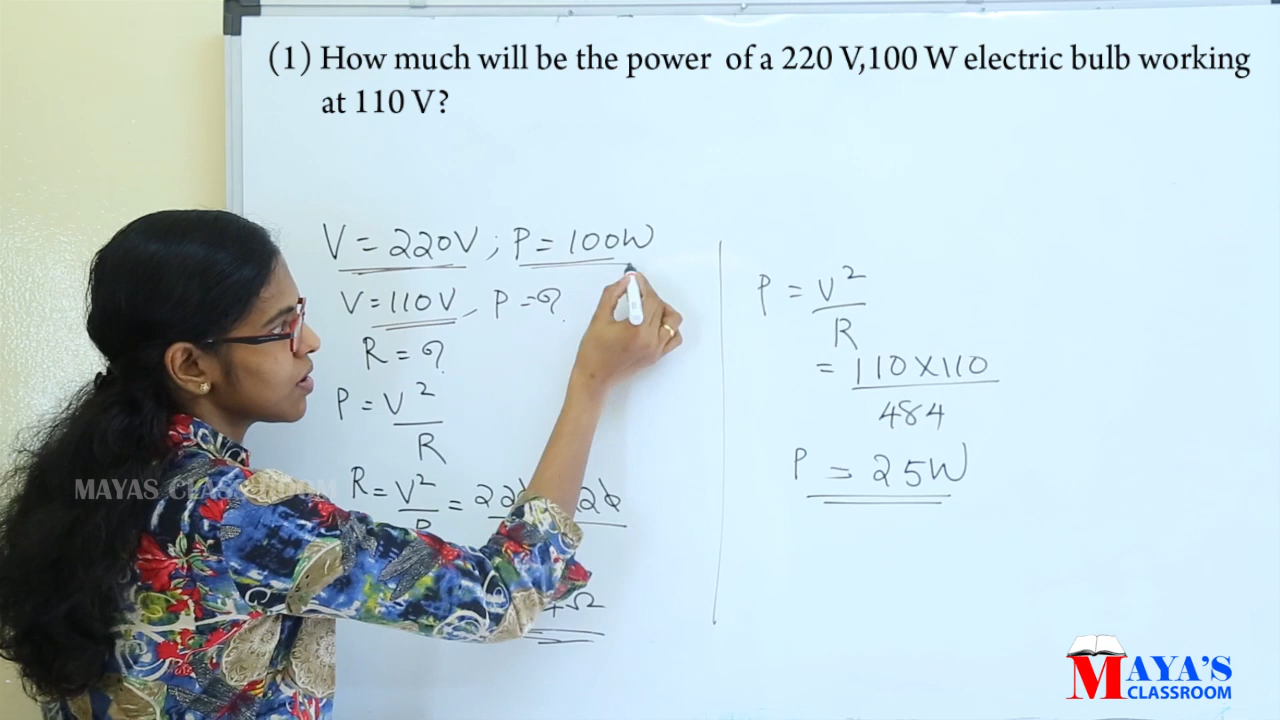 (1) How much will be the power of a 220 V,100 W electric bulb working
at 110 V?
V = 220V ; P = 100W
V = 110V , P = ?
R = ?
P = V²
R
R = V² =
P
Ω
P = V²
R
= 110 X 110
484
P = 25W
MAYAS CLASSROOM
MAYA'S
CLASSROOM